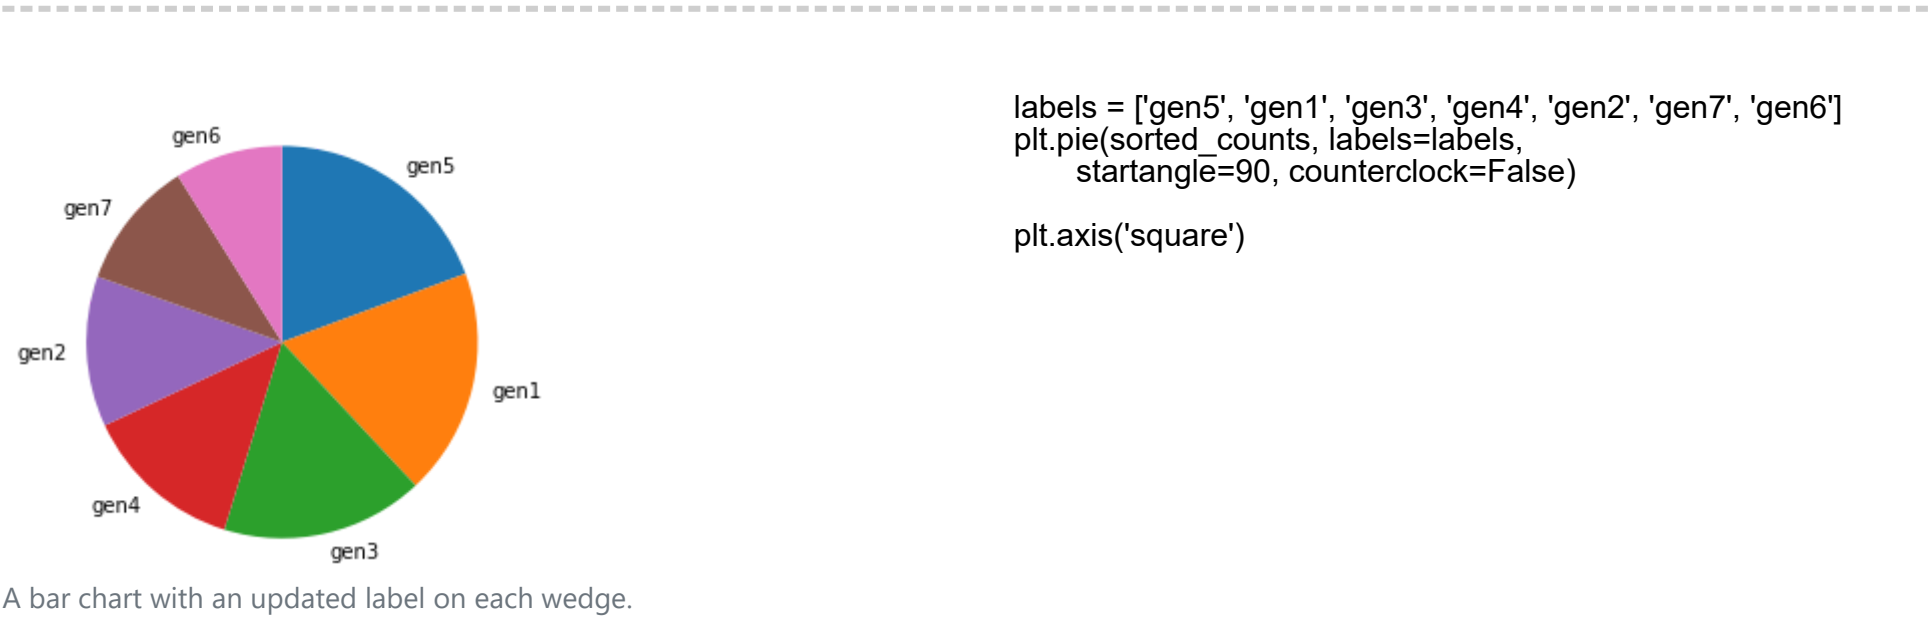 gen6
gen5
gen7
gen2
gen1
gen4
gen3
A bar chart with an updated label on each wedge.
labels = ['gen5', 'gen1', 'gen3', 'gen4', 'gen2', 'gen7', 'gen6']
plt.pie(sorted_counts, labels=labels,
startangle=90, counterclock=False)
plt.axis('square')